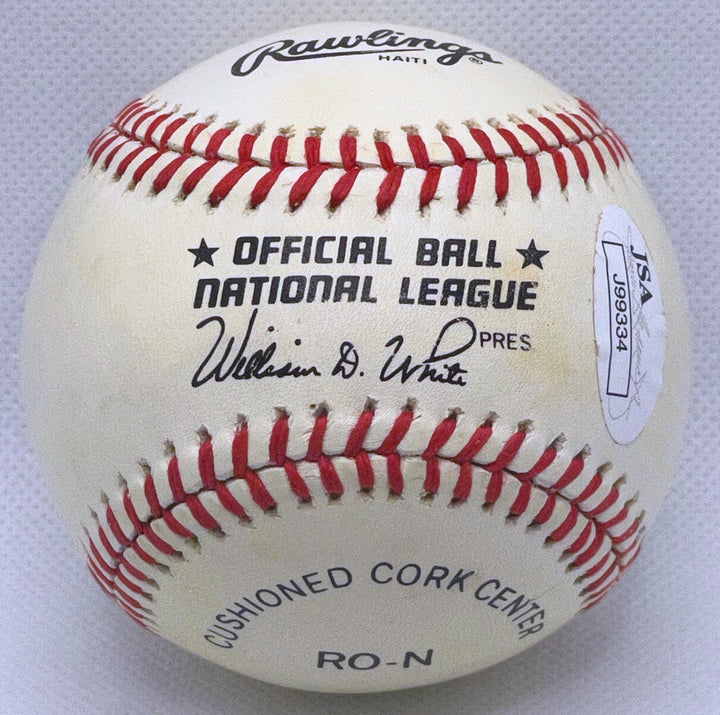 Rawlings ®
HAITI
★ OFFICIAL BALL ★
NATIONAL LEAGUE
William D. White PRES
CUSHIONED CORK CENTER
RO-N
JSA
J99334